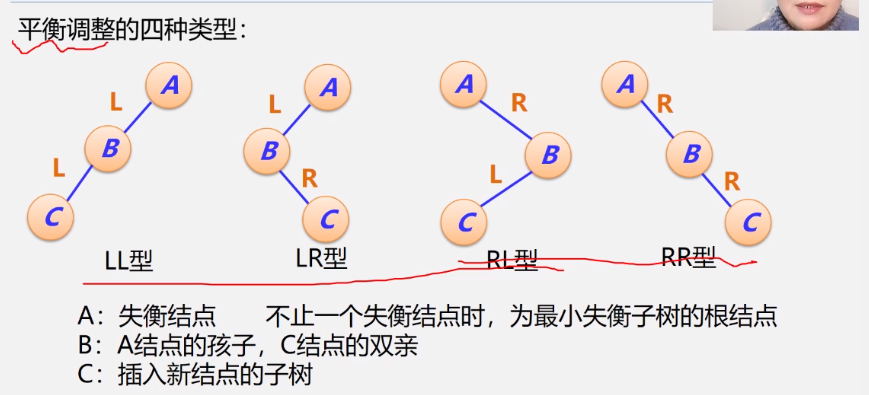 平衡调整的四种类型：
A A A A
L L R R
B B B B
L R L R
C C C C
LL型 LR型 RL型 RR型
A：失衡结点 不止一个失衡结点时，为最小失衡子树的根结点
B：A结点的孩子，C结点的双亲
C：插入新结点的子树